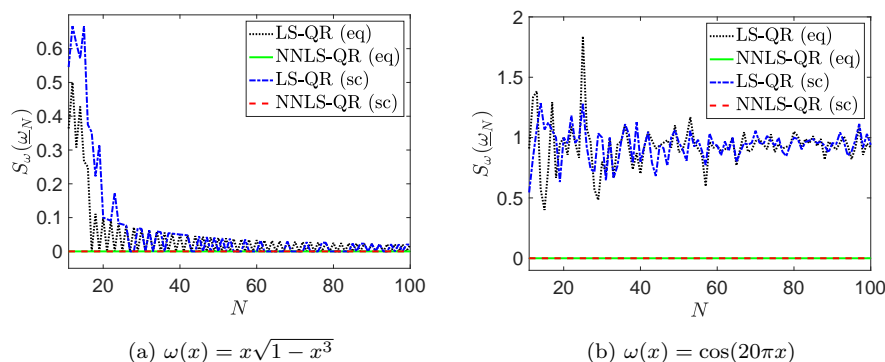 LS-QR (eq)
NNLS-QR (eq)
LS-QR (sc)
NNLS-QR (sc)
0.6
0.5
0.4
0.3
0.2
0.1
0
S_ω(ω_N)
20 40 60 80 100
N
(a) ω(x) = x√(1 − x³)
LS-QR (eq)
NNLS-QR (eq)
LS-QR (sc)
NNLS-QR (sc)
2
1.5
1
0.5
0
S_ω(ω_N)
20 40 60 80 100
N
(b) ω(x) = cos(20πx)